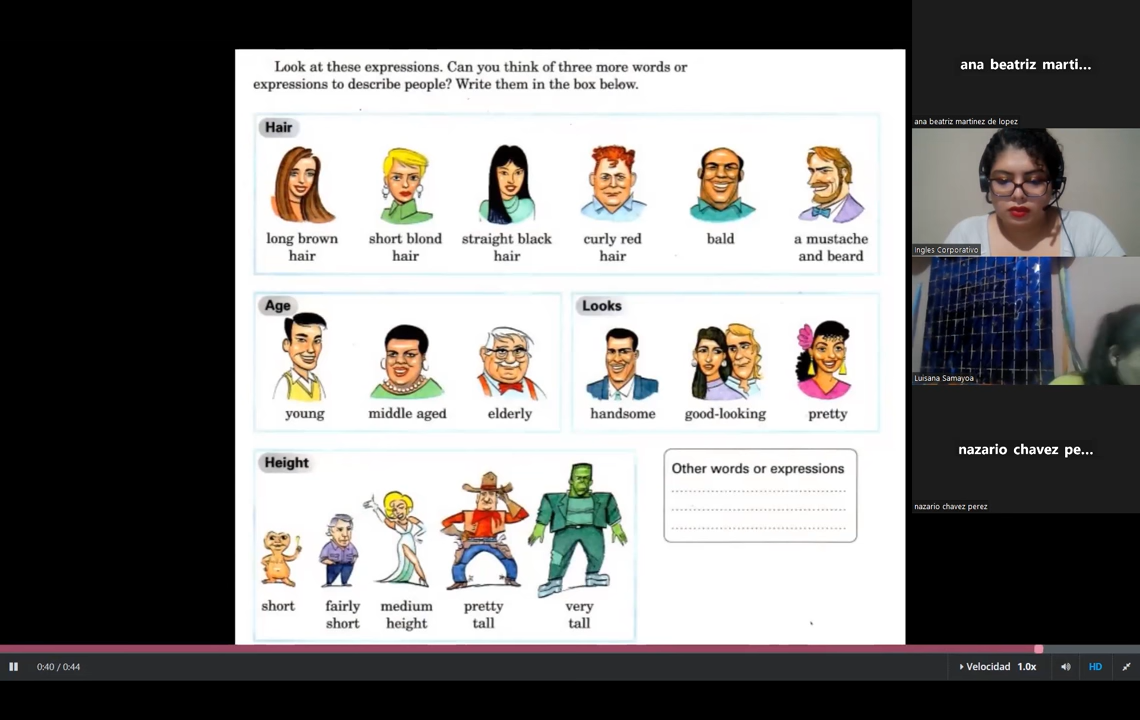 Look at these expressions. Can you think of three more words or
expressions to describe people? Write them in the box below.
Hair
long brown
hair
short blond
hair
straight black
hair
curly red
hair
bald
a mustache
and beard
Age
young
middle aged
elderly
Looks
handsome
good-looking
pretty
Height
short
fairly
short
medium
height
pretty
tall
very
tall
Other words or expressions
ana beatriz marti...
ana beatriz martinez de lopez
Ingles Corporativo
Luisana Samayoa
nazario chavez pe...
nazario chavez perez
0:40 / 0:44
Velocidad 1.0x
HD